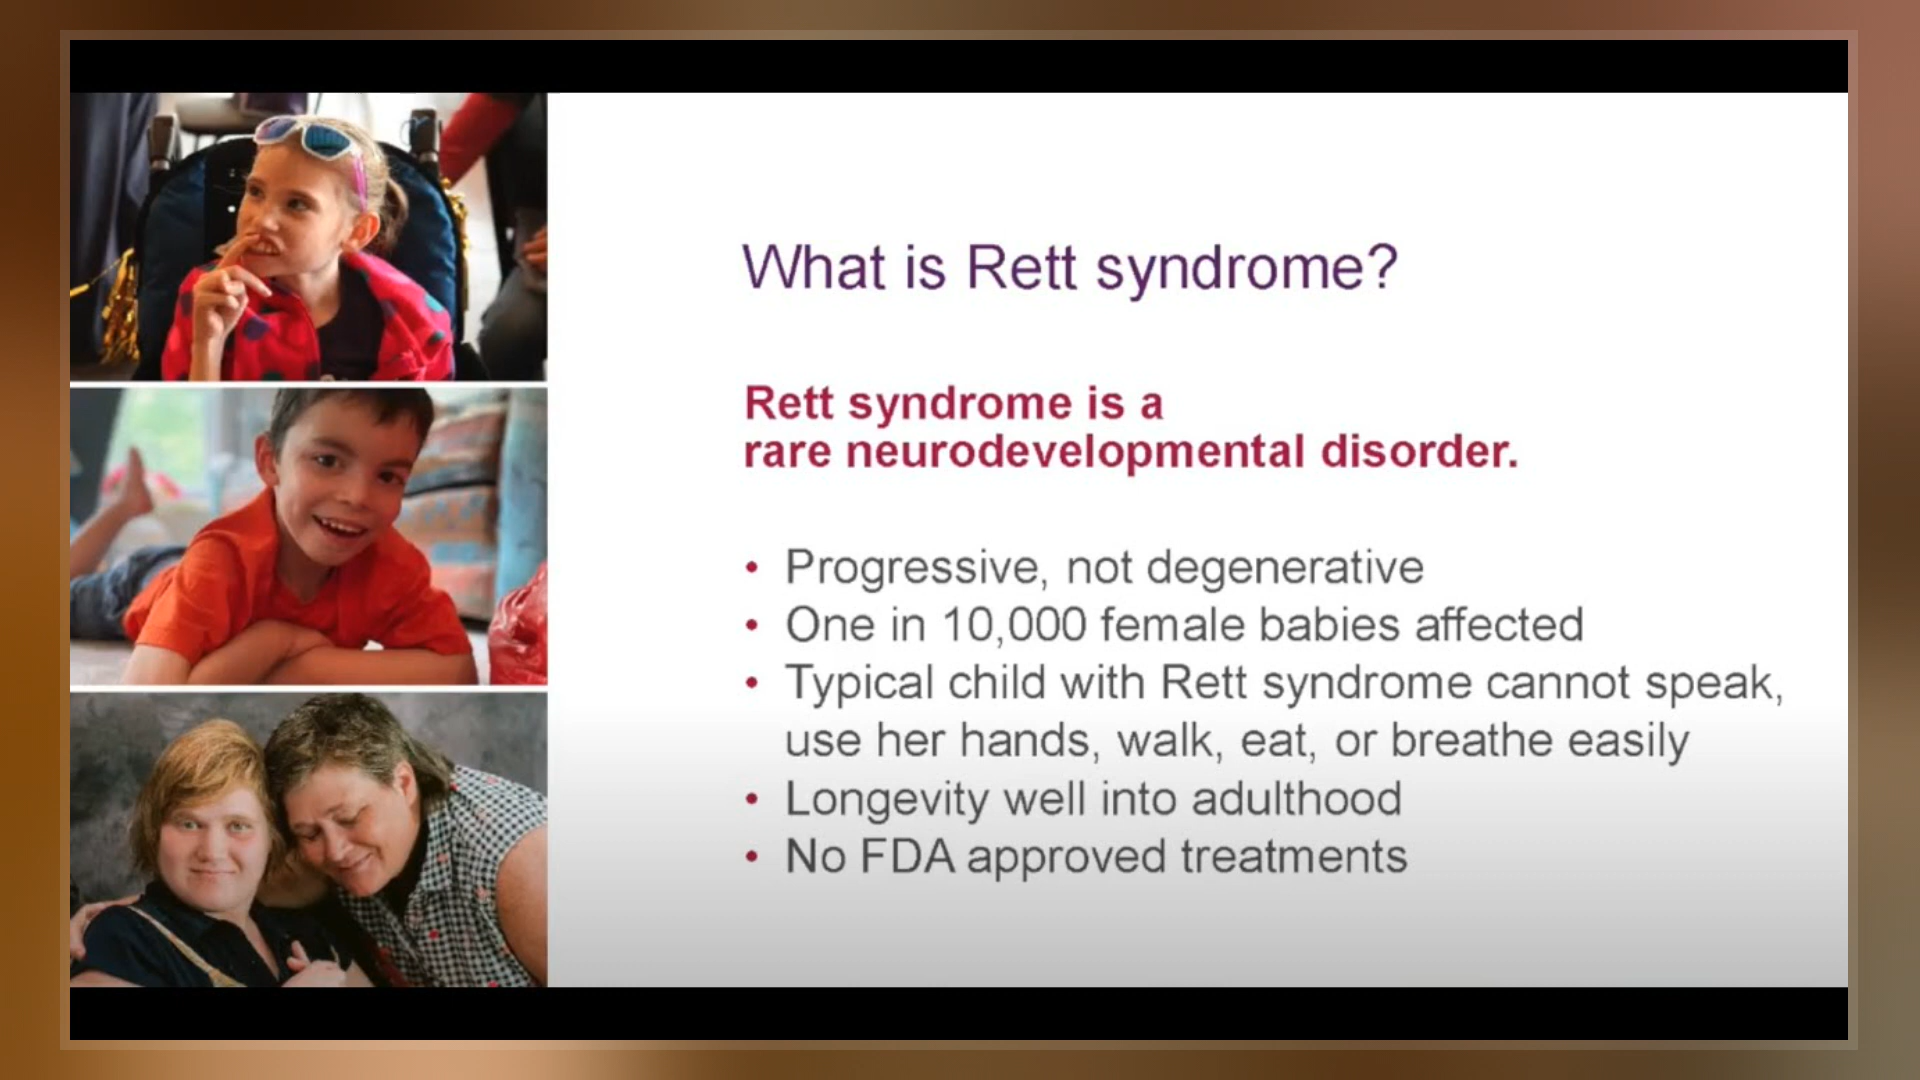 What is Rett syndrome?
Rett syndrome is a
rare neurodevelopmental disorder.
• Progressive, not degenerative
• One in 10,000 female babies affected
• Typical child with Rett syndrome cannot speak,
use her hands, walk, eat, or breathe easily
• Longevity well into adulthood
• No FDA approved treatments